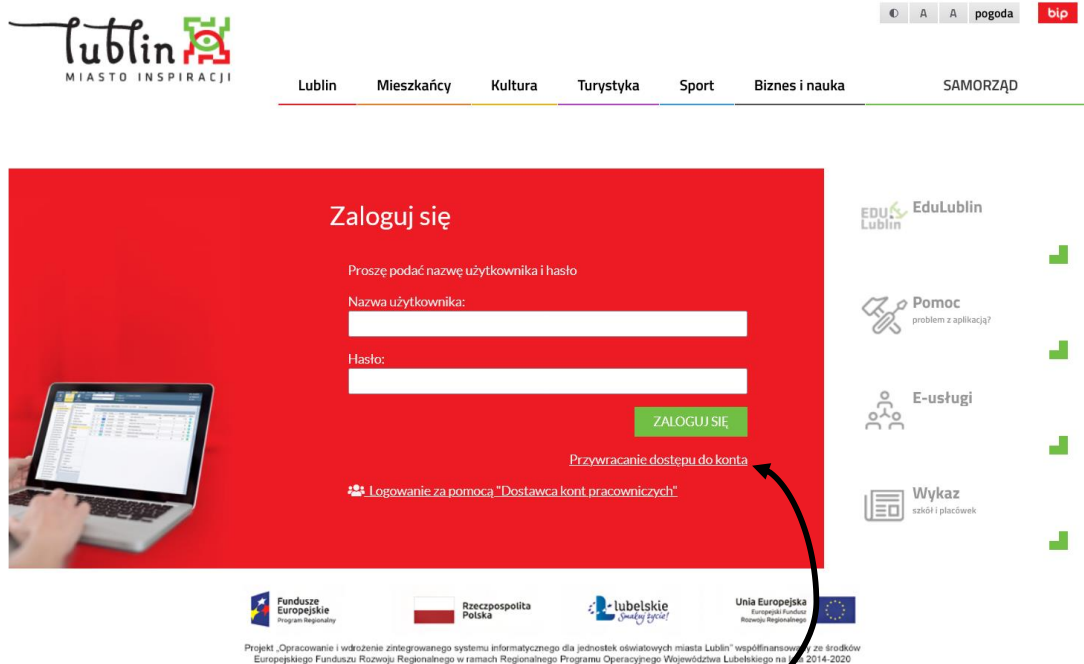 A A pogoda bip
lublin
MIASTO INSPIRACJI
Lublin Mieszkańcy Kultura Turystyka Sport Biznes i nauka SAMORZĄD
Zaloguj się
Proszę podać nazwę użytkownika i hasło
Nazwa użytkownika:
Hasło:
ZALOGUJ SIĘ
Przywracanie dostępu do konta
Logowanie za pomocą "Dostawca kont pracowniczych"
EDU Lublin
EduLublin
Pomoc
problem z aplikacją?
E-usługi
Wykaz
szkół i placówek
Fundusze
Europejskie
Program Regionalny
Rzeczpospolita
Polska
lubelskie
Smakuj życie!
Unia Europejska
Europejski Fundusz
Rozwoju Regionalnego
Projekt „Opracowanie i wdrożenie zintegrowanego systemu informatycznego dla jednostek oświatowych miasta Lublin” współfinansowany ze środków
Europejskiego Funduszu Rozwoju Regionalnego w ramach Regionalnego Programu Operacyjnego Województwa Lubelskiego na lata 2014-2020